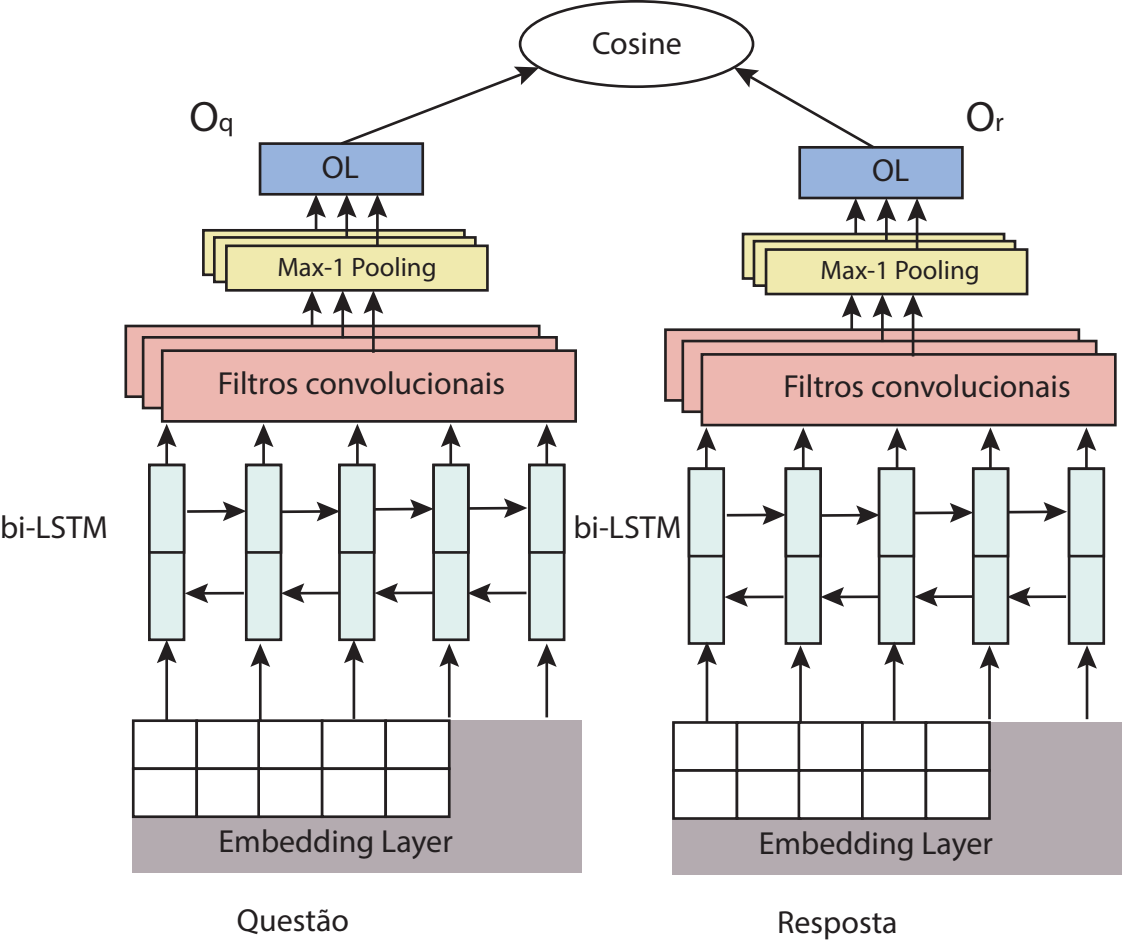 Cosine
Oq
Or
OL
OL
Max-1 Pooling
Max-1 Pooling
Filtros convolucionais
Filtros convolucionais
bi-LSTM
bi-LSTM
Embedding Layer
Embedding Layer
Questão
Resposta